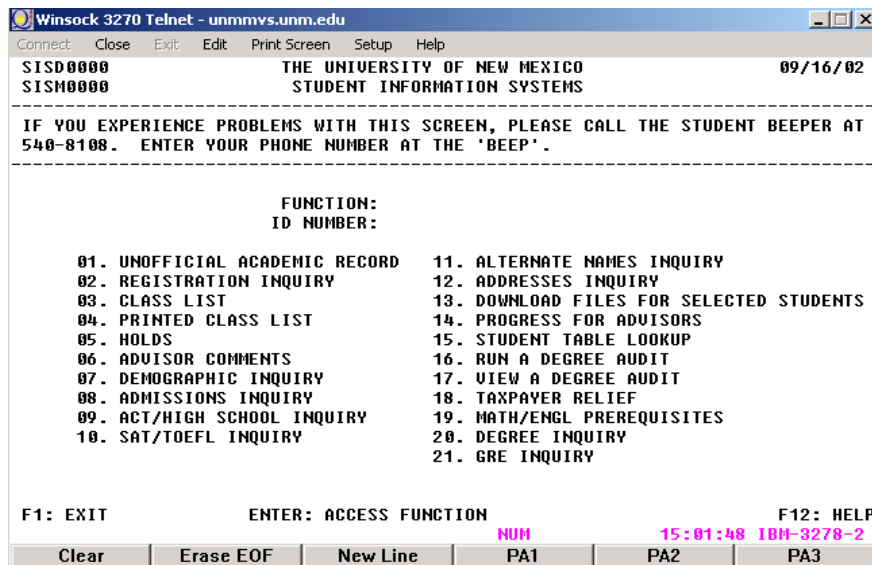 Winsock 3270 Telnet - unmmvs.unm.edu
Connect Close Exit Edit Print Screen Setup Help
SISD0000 THE UNIVERSITY OF NEW MEXICO 09/16/02
SISM0000 STUDENT INFORMATION SYSTEMS
IF YOU EXPERIENCE PROBLEMS WITH THIS SCREEN, PLEASE CALL THE STUDENT BEEPER AT
540-8108. ENTER YOUR PHONE NUMBER AT THE 'BEEP'.
FUNCTION:
ID NUMBER:
01. UNOFFICIAL ACADEMIC RECORD 11. ALTERNATE NAMES INQUIRY
02. REGISTRATION INQUIRY 12. ADDRESSES INQUIRY
03. CLASS LIST 13. DOWNLOAD FILES FOR SELECTED STUDENTS
04. PRINTED CLASS LIST 14. PROGRESS FOR ADVISORS
05. HOLDS 15. STUDENT TABLE LOOKUP
06. ADVISOR COMMENTS 16. RUN A DEGREE AUDIT
07. DEMOGRAPHIC INQUIRY 17. VIEW A DEGREE AUDIT
08. ADMISSIONS INQUIRY 18. TAXPAYER RELIEF
09. ACT/HIGH SCHOOL INQUIRY 19. MATH/ENGL PREREQUISITES
10. SAT/TOEFL INQUIRY 20. DEGREE INQUIRY
21. GRE INQUIRY
F1: EXIT ENTER: ACCESS FUNCTION F12: HELP
NUM 15:01:48 IBM-3278-2
Clear Erase EOF New Line PA1 PA2 PA3